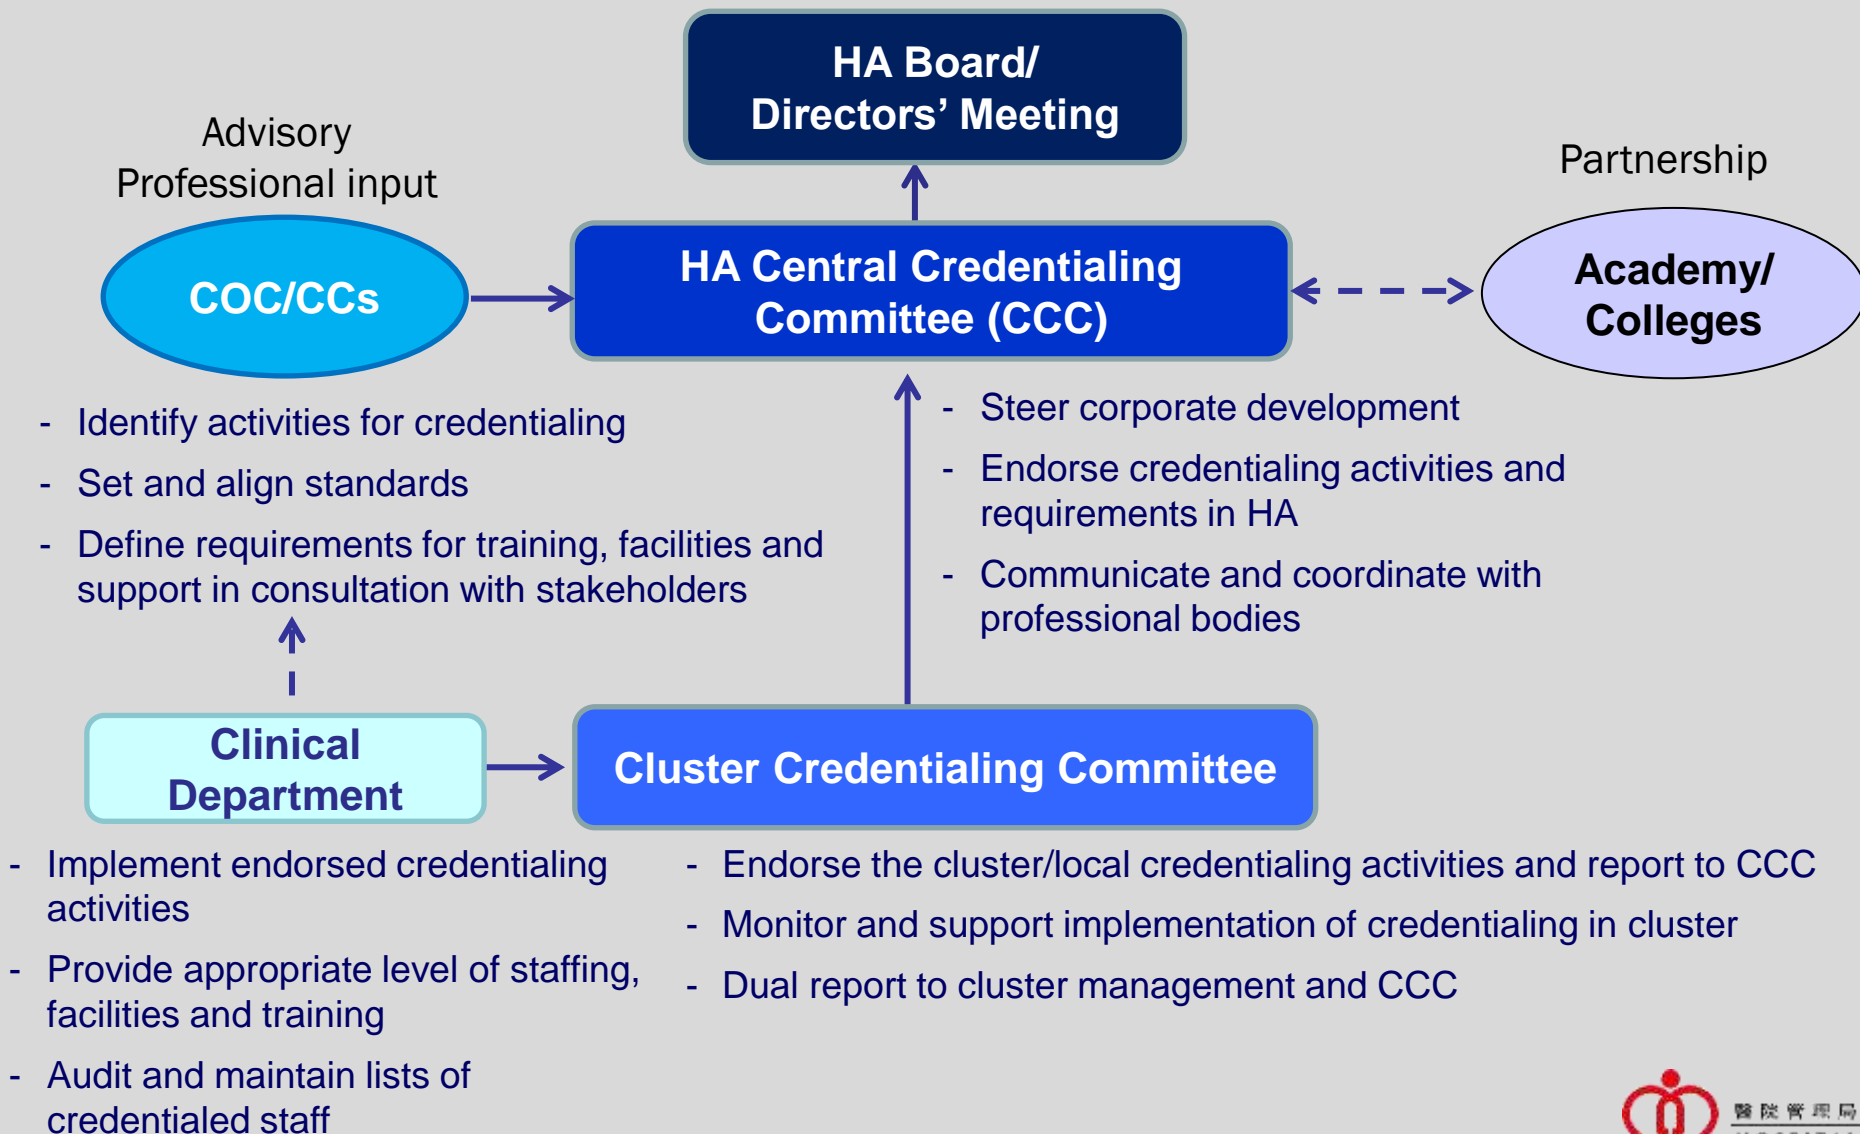 HA Board/
Directors’ Meeting
Advisory
Professional input
Partnership
COC/CCs
HA Central Credentialing
Committee (CCC)
Academy/
Colleges
- Identify activities for credentialing
- Set and align standards
- Define requirements for training, facilities and
support in consultation with stakeholders
- Steer corporate development
- Endorse credentialing activities and
requirements in HA
- Communicate and coordinate with
professional bodies
Clinical
Department
Cluster Credentialing Committee
- Implement endorsed credentialing
activities
- Provide appropriate level of staffing,
facilities and training
- Audit and maintain lists of
credentialed staff
- Endorse the cluster/local credentialing activities and report to CCC
- Monitor and support implementation of credentialing in cluster
- Dual report to cluster management and CCC
醫院管理局